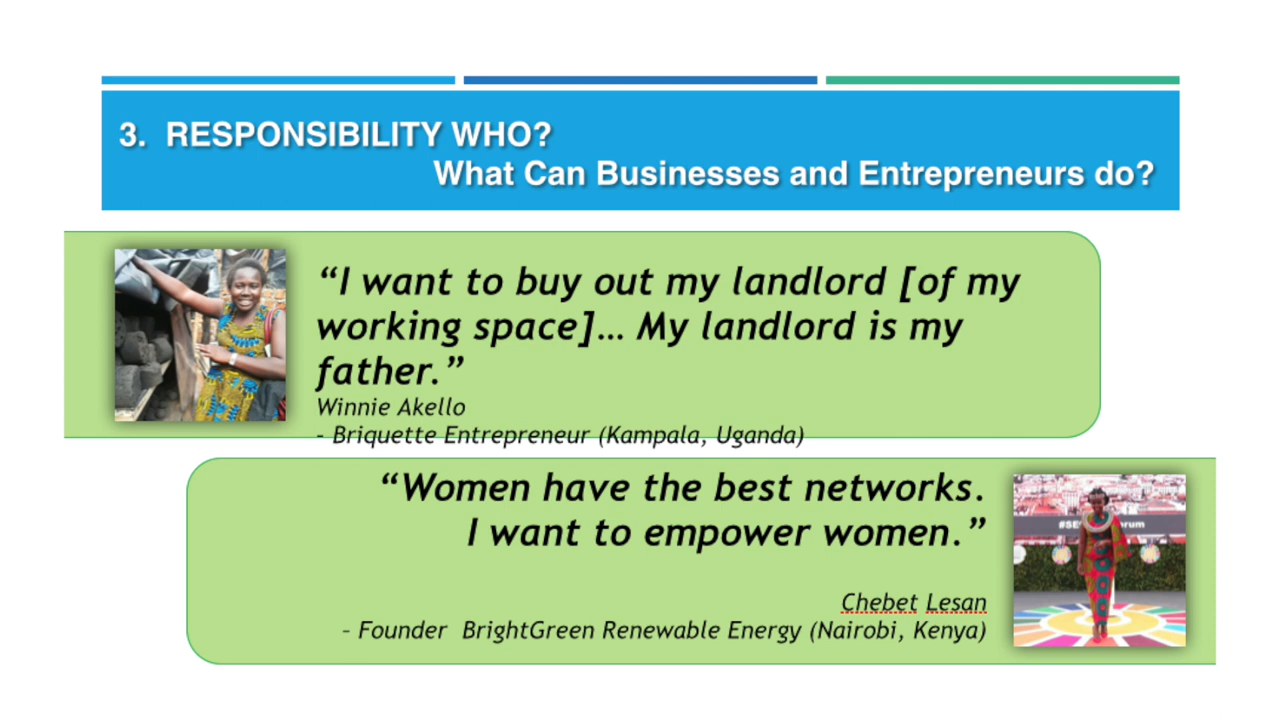 3. RESPONSIBILITY WHO?
What Can Businesses and Entrepreneurs do?
“I want to buy out my landlord [of my
working space]… My landlord is my
father.”
Winnie Akello
– Briquette Entrepreneur (Kampala, Uganda)
“Women have the best networks.
I want to empower women.”
#SE
rum
Chebet Lesan
– Founder BrightGreen Renewable Energy (Nairobi, Kenya)